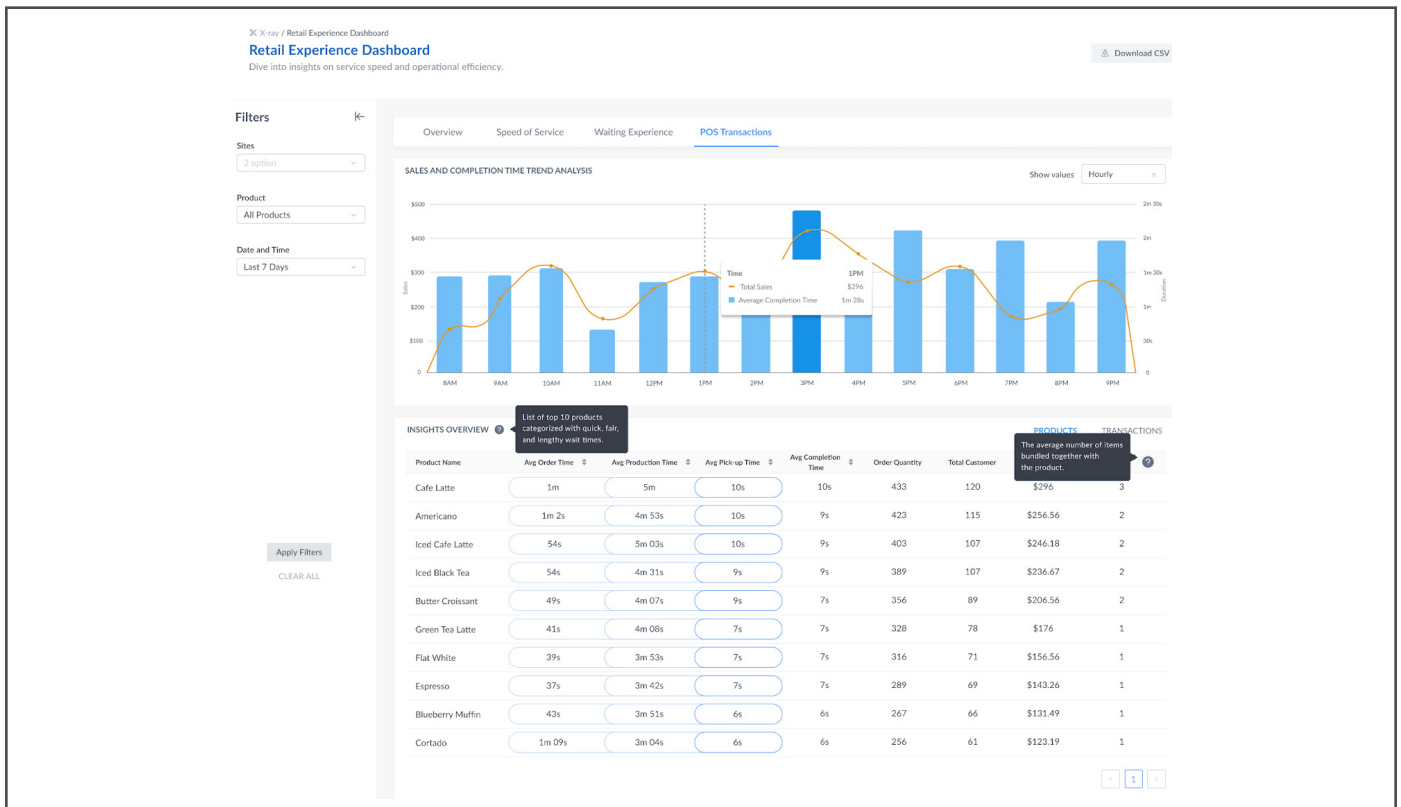 X-ray / Retail Experience Dashboard
Retail Experience Dashboard
Dive into insights on service speed and operational efficiency.
Download CSV
Filters
Sites
2 option
Product
All Products
Date and Time
Last 7 Days
Apply Filters
CLEAR ALL
Overview Speed of Service Waiting Experience POS Transactions
SALES AND COMPLETION TIME TREND ANALYSIS
Show values Hourly
$500 2m 30s
$400 2m
$300 1m 30s
$200 1m
$100 30s
0 0
Sales
Duration
Time 1PM
Total Sales $296
Average Completion Time 1m 28s
8AM 9AM 10AM 11AM 12PM 1PM 2PM 3PM 4PM 5PM 6PM 7PM 8PM 9PM
INSIGHTS OVERVIEW ?
List of top 10 products
categorized with quick, fair,
and lengthy wait times.
PRODUCTS TRANSACTIONS
The average number of items
bundled together with
the product.
?
Product Name Avg Order Time Avg Production Time Avg Pick-up Time Avg Completion Time Order Quantity Total Customer
Cafe Latte 1m 5m 10s 10s 433 120 $296 3
Americano 1m 2s 4m 53s 10s 9s 423 115 $256.56 2
Iced Cafe Latte 54s 5m 03s 10s 9s 403 107 $246.18 2
Iced Black Tea 54s 4m 31s 9s 9s 389 107 $236.67 2
Butter Croissant 49s 4m 07s 9s 7s 356 89 $206.56 2
Green Tea Latte 41s 4m 08s 7s 7s 328 78 $176 1
Flat White 39s 3m 53s 7s 7s 316 71 $156.56 1
Espresso 37s 3m 42s 7s 7s 289 69 $143.26 1
Blueberry Muffin 43s 3m 51s 6s 6s 267 66 $131.49 1
Cortado 1m 09s 3m 04s 6s 6s 256 61 $123.19 1
< 1 >